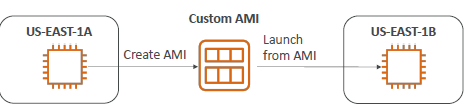 Custom AMI
US-EAST-1A
US-EAST-1B
Create AMI
Launch
from AMI